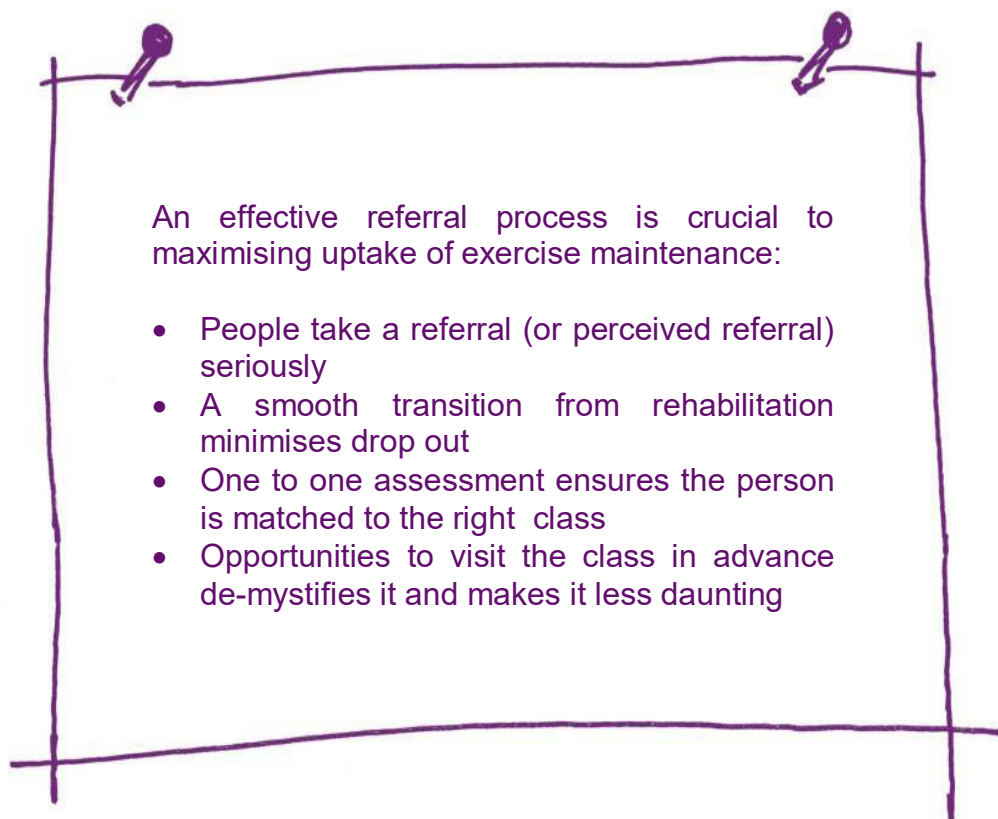 An effective referral process is crucial to
maximising uptake of exercise maintenance:
• People take a referral (or perceived referral)
seriously
• A smooth transition from rehabilitation
minimises drop out
• One to one assessment ensures the person
is matched to the right class
• Opportunities to visit the class in advance
de-mystifies it and makes it less daunting